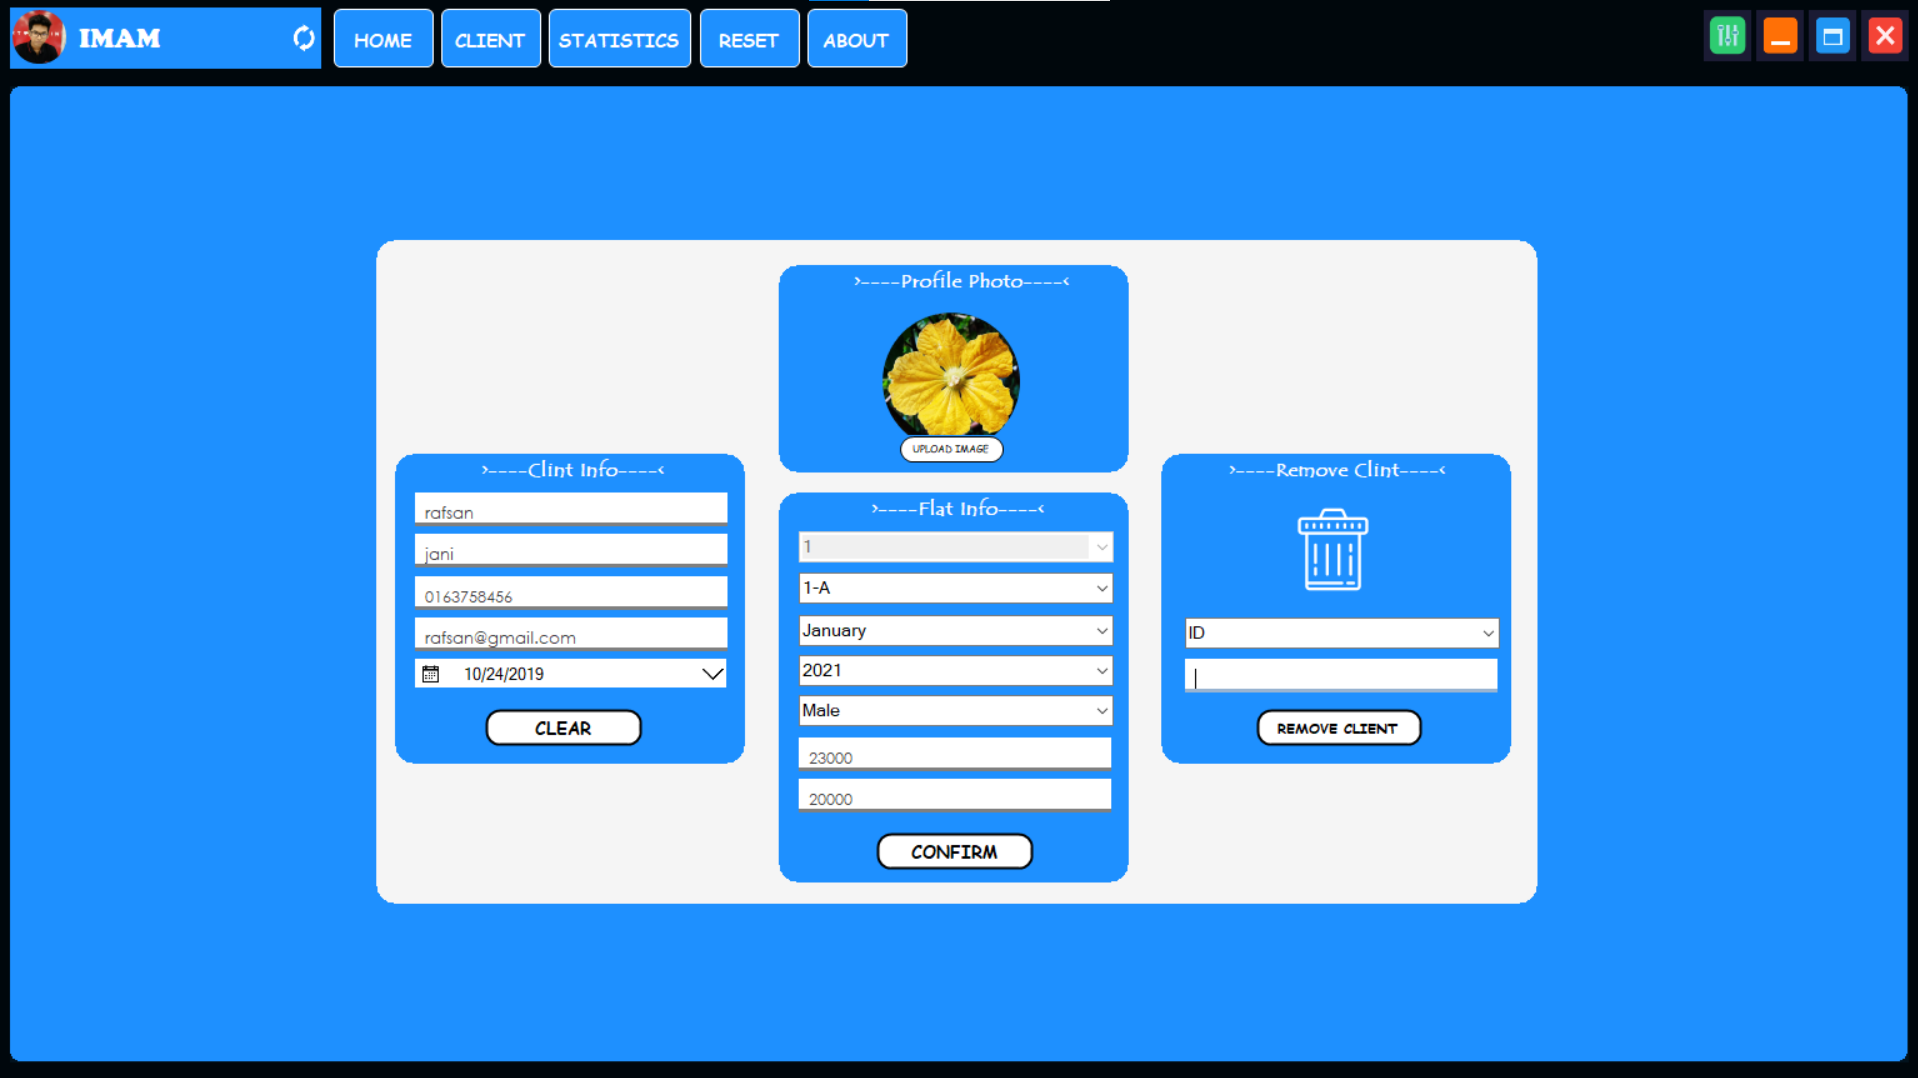 IMAM
HOME
CLIENT
STATISTICS
RESET
ABOUT
>----Profile Photo----<
UPLOAD IMAGE
>----Clint Info----<
rafsan
jani
0163758456
rafsan@gmail.com
10/24/2019
CLEAR
>----Flat Info----<
1
1-A
January
2021
Male
23000
20000
CONFIRM
>----Remove Clint----<
ID
REMOVE CLIENT